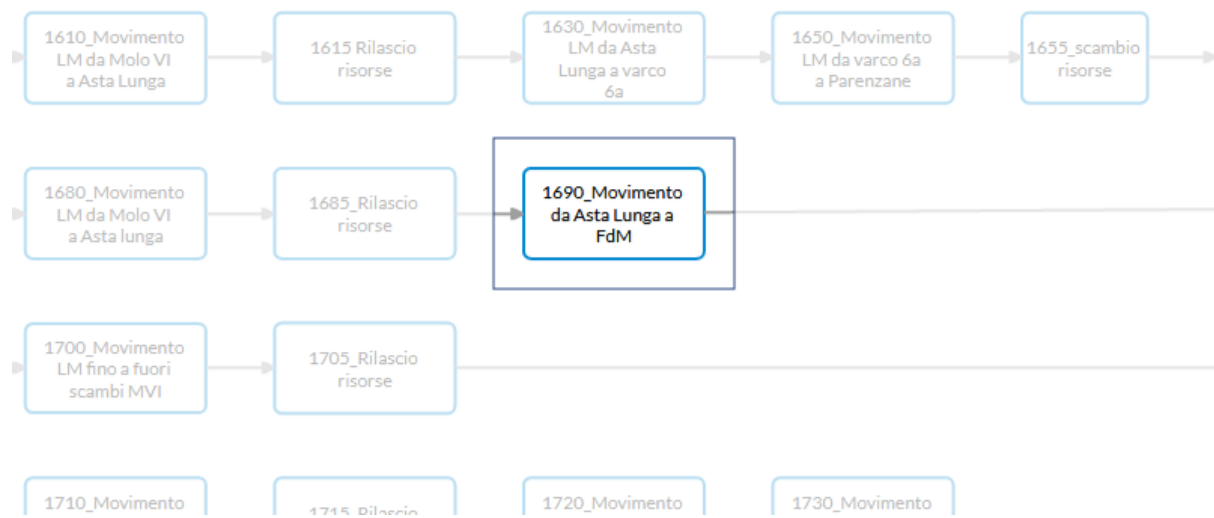 1610_Movimento
LM da Molo VI
a Asta Lunga
1615 Rilascio
risorse
1630_Movimento
LM da Asta
Lunga a varco
6a
1650_Movimento
LM da varco 6a
a Parenzane
1655_scambio
risorse
1680_Movimento
LM da Molo VI
a Asta lunga
1685_Rilascio
risorse
1690_Movimento
da Asta Lunga a
FdM
1700_Movimento
LM fino a fuori
scambi MVI
1705_Rilascio
risorse
1710_Movimento
1715_Rilascio
1720_Movimento
1730_Movimento